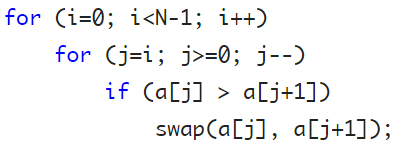 for (i=0; i<N-1; i++)
    for (j=i; j>=0; j--)
        if (a[j] > a[j+1])
            swap(a[j], a[j+1]);